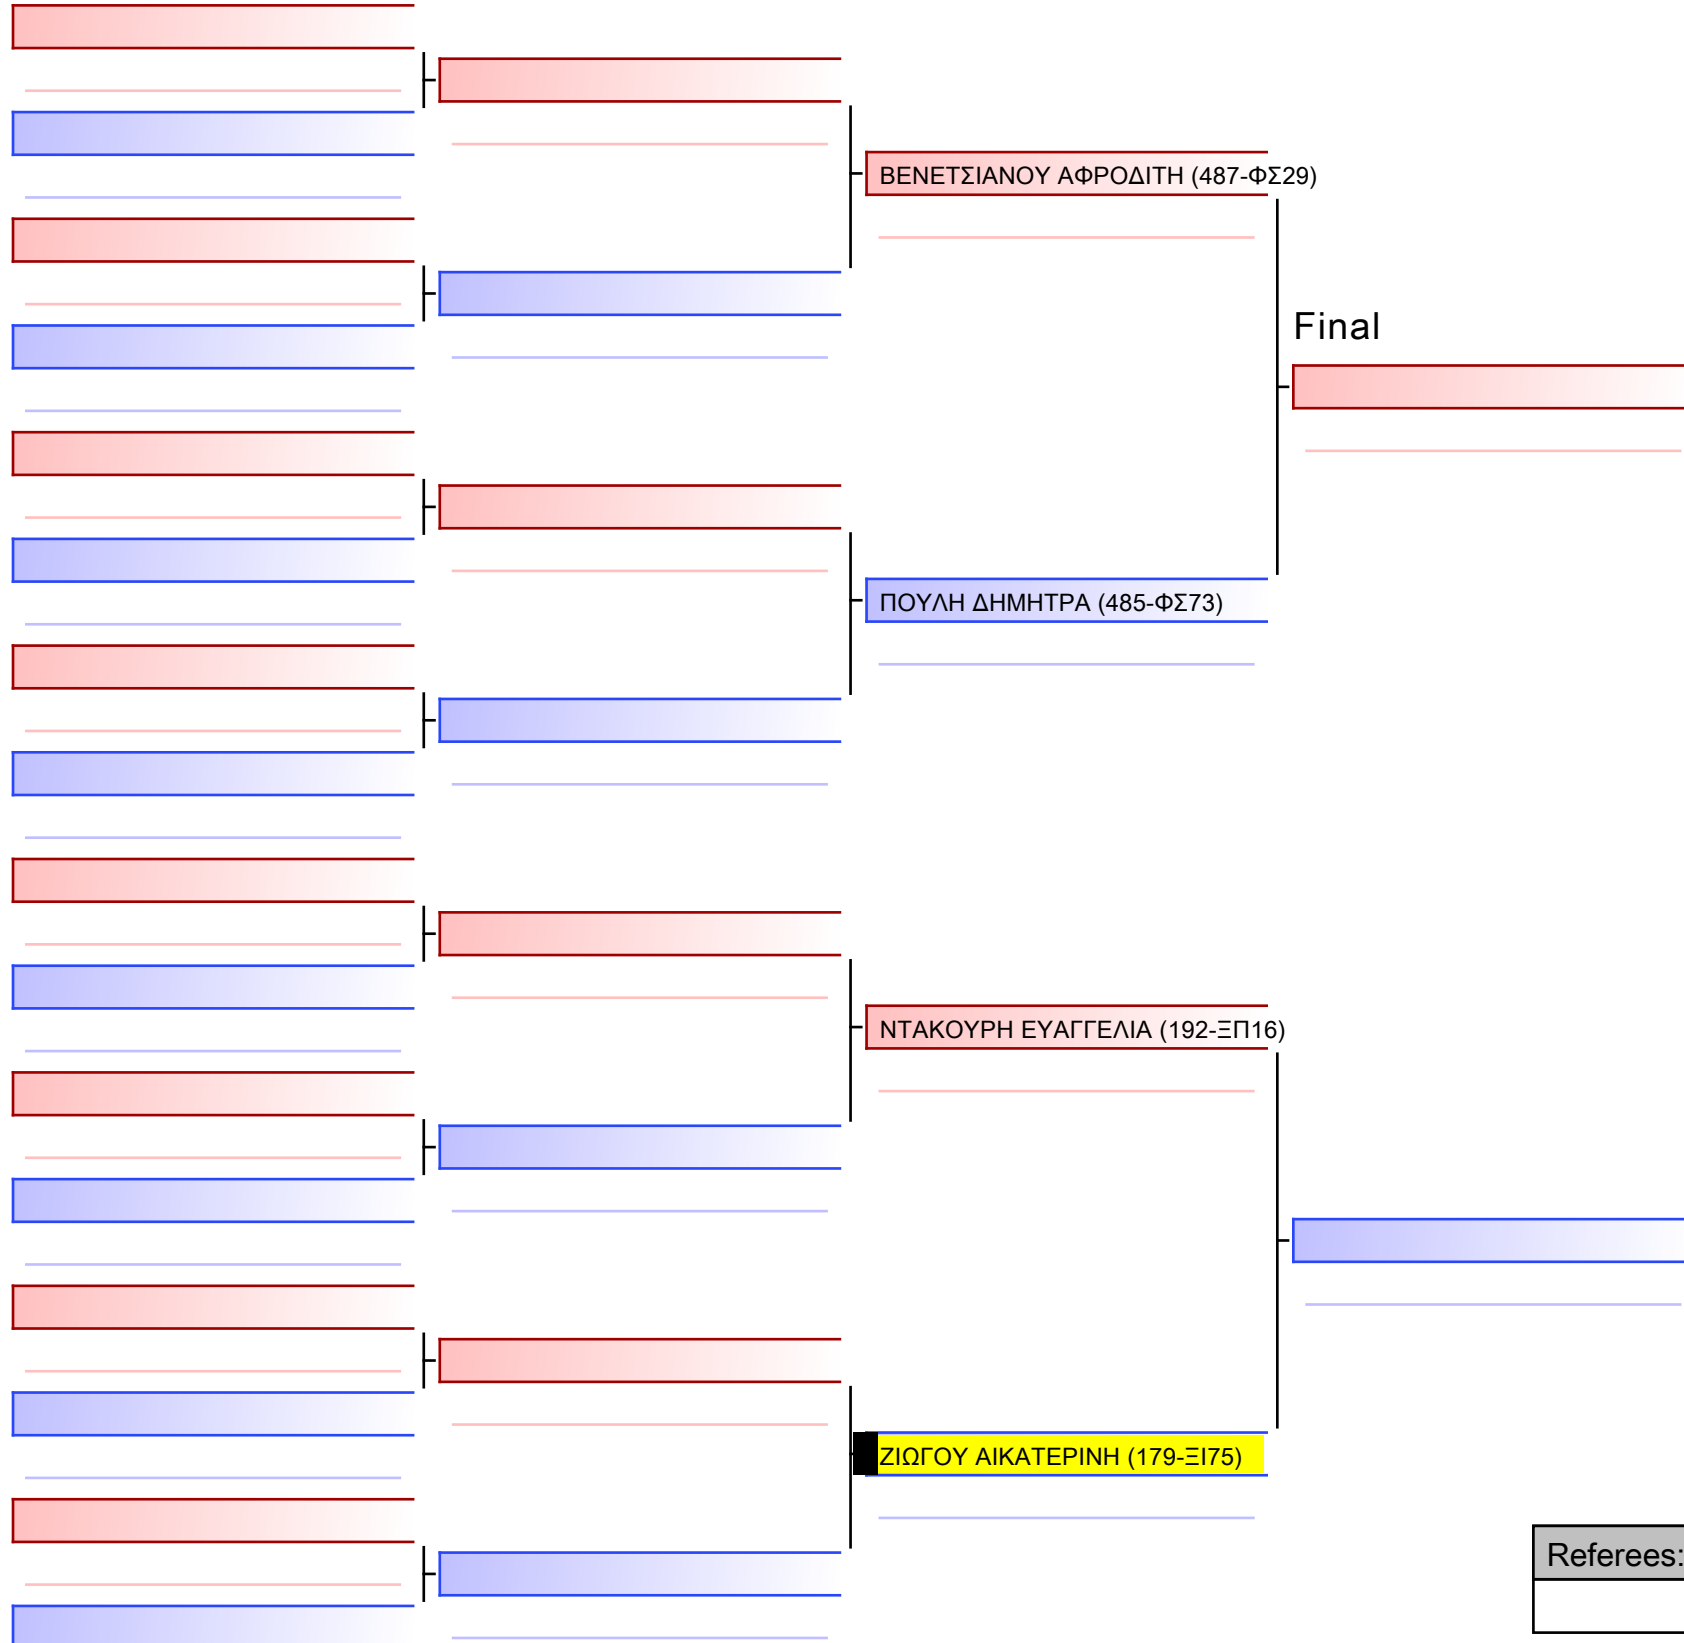 ΒΕΝΕΤΣΙΑΝΟΥ ΑΦΡΟΔΙΤΗ (487-ΦΣ29)
Final
ΠΟΥΛΗ ΔΗΜΗΤΡΑ (485-ΦΣ73)
ΝΤΑΚΟΥΡΗ ΕΥΑΓΓΕΛΙΑ (192-ΞΠ16)
ΖΙΩΓΟΥ ΑΙΚΑΤΕΡΙΝΗ (179-ΞΙ75)
Referees: